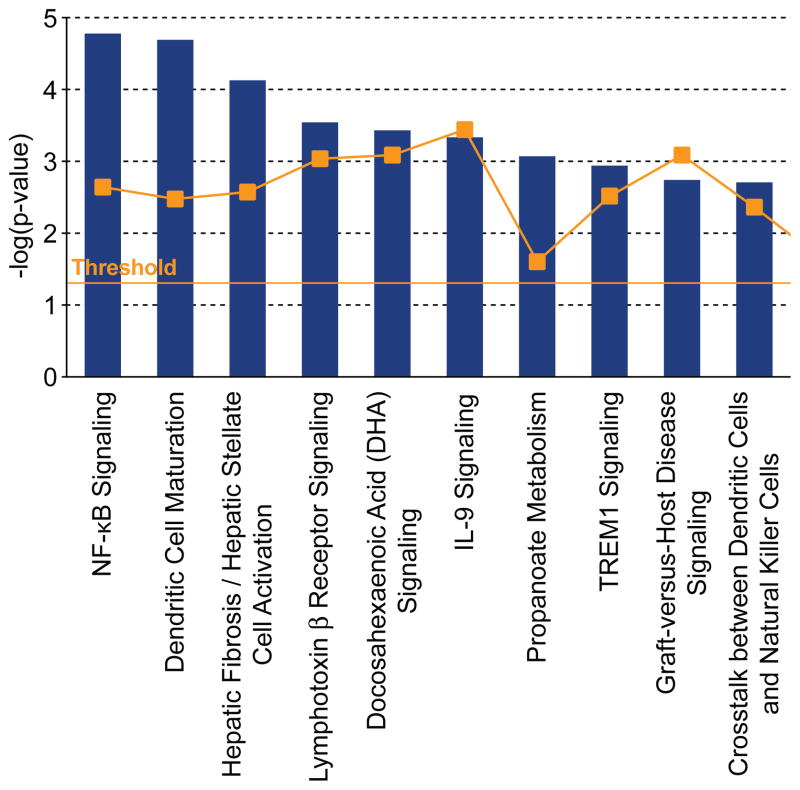 5
4
3
2
1
0
-log(p-value)
Threshold
NF-κB Signaling
Dendritic Cell Maturation
Hepatic Fibrosis / Hepatic Stellate
Cell Activation
Lymphotoxin β Receptor Signaling
Docosahexaenoic Acid (DHA)
Signaling
IL-9 Signaling
Propanoate Metabolism
TREM1 Signaling
Graft-versus-Host Disease
Signaling
Crosstalk between Dendritic Cells
and Natural Killer Cells